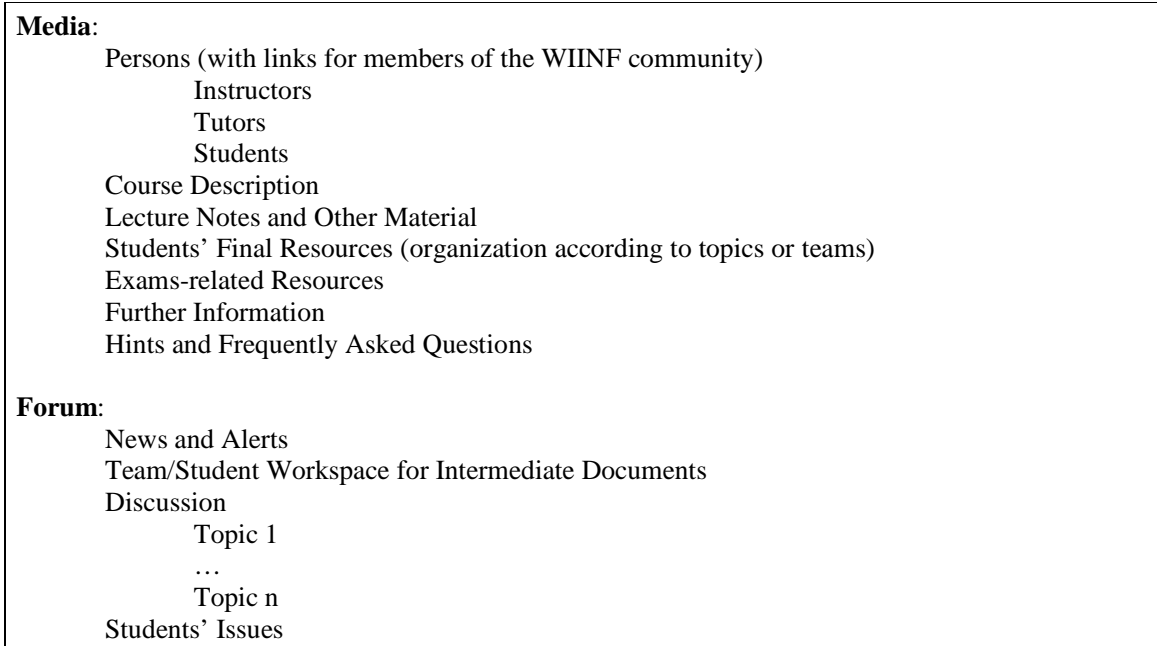 Media:
Persons (with links for members of the WIINF community)
Instructors
Tutors
Students
Course Description
Lecture Notes and Other Material
Students’ Final Resources (organization according to topics or teams)
Exams-related Resources
Further Information
Hints and Frequently Asked Questions
Forum:
News and Alerts
Team/Student Workspace for Intermediate Documents
Discussion
Topic 1
…
Topic n
Students’ Issues